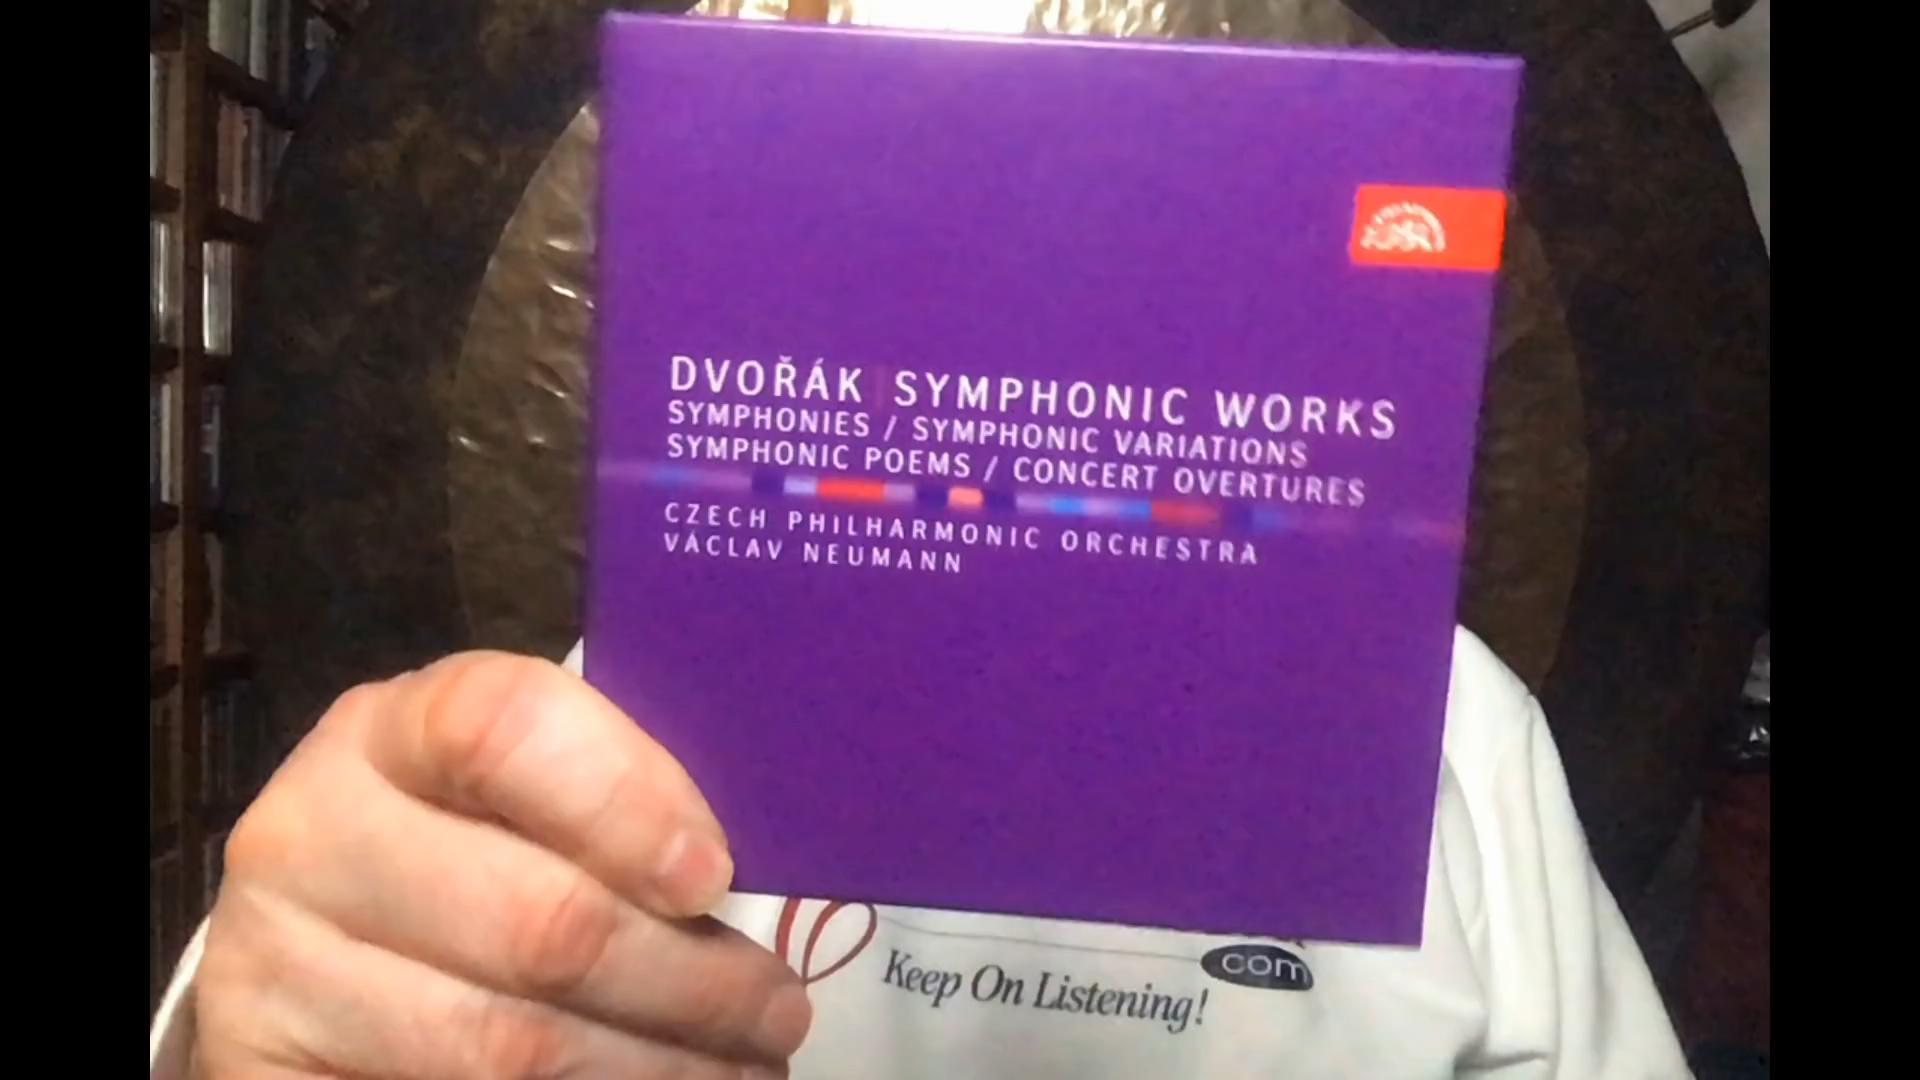 DVOŘÁK SYMPHONIC WORKS
SYMPHONIES / SYMPHONIC VARIATIONS
SYMPHONIC POEMS / CONCERT OVERTURES
CZECH PHILHARMONIC ORCHESTRA
VÁCLAV NEUMANN
com
Keep On Listening!